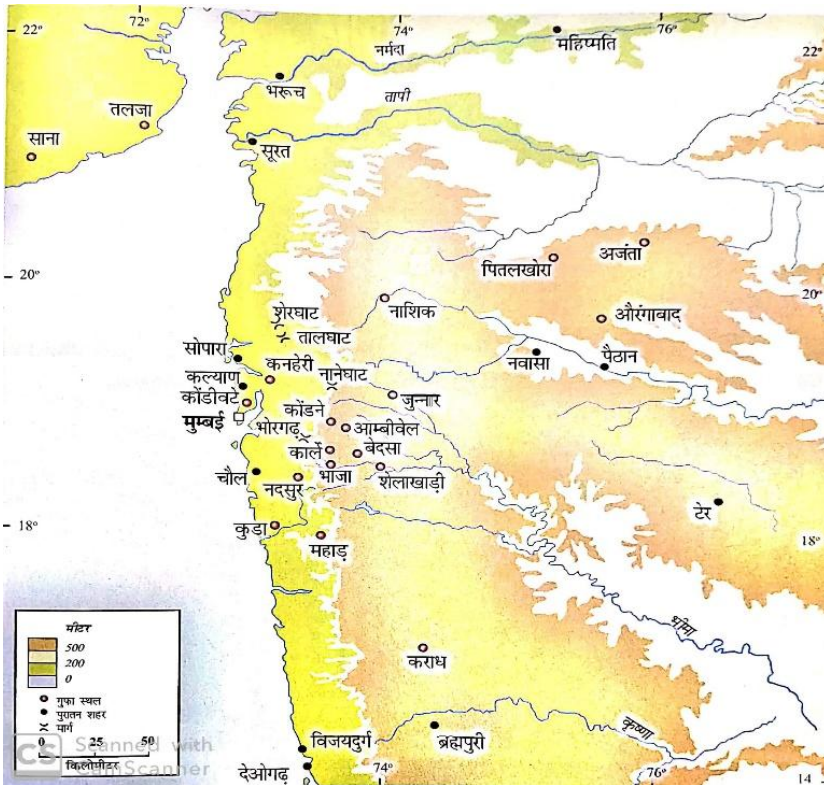 22°
72
74°
76
22°
नर्मदा
महिष्मति
भरूच
तापी
तलजा
साना
सूरत
20°
पितलखोरा
अजंता
20°
नाशिक
औरंगाबाद
शेरघाट
तालघाट
सोपारा
नवासा
पैठान
कनहेरी
नानेघाट
कल्याण
कोंडीवटे
जुन्नार
मुम्बई
कोंडने
आम्बीवेल
भोरगढ़
कार्ले
बेदसा
चौल
नदसुर
भाजा
शेलाखाड़ी
टेर
18°
कुडा
महाड़
18°
भीमा
मीटर
500
200
0
गुफा स्थल
पुरातन शहर
मार्ग
0 25 50
किलोमीटर
कराध
विजयदुर्ग
ब्रह्मपुरी
कृष्णा
देओगढ़
74°
76°
14
CS Scanned with
CamScanner